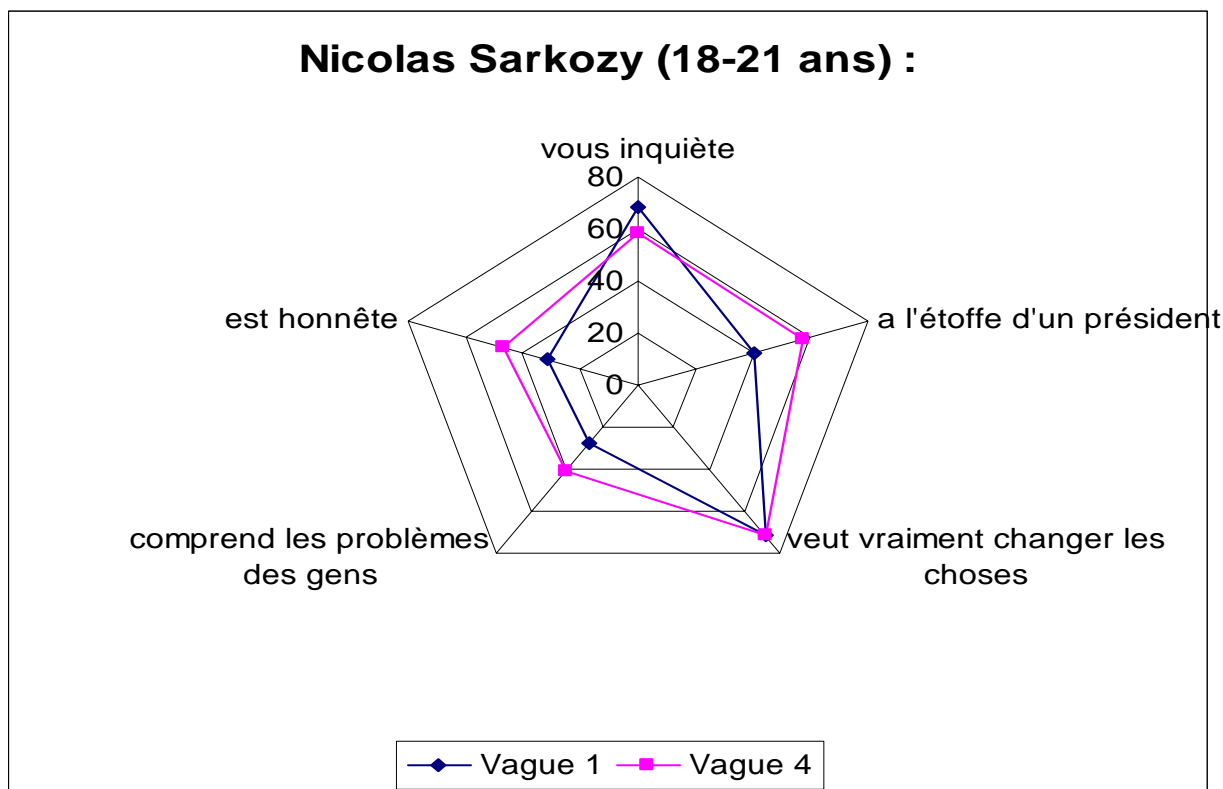 Nicolas Sarkozy (18-21 ans) :
vous inquiète
80
60
40
20
0
a l'étoffe d'un président
veut vraiment changer les
choses
comprend les problèmes
des gens
est honnête
Vague 1
Vague 4